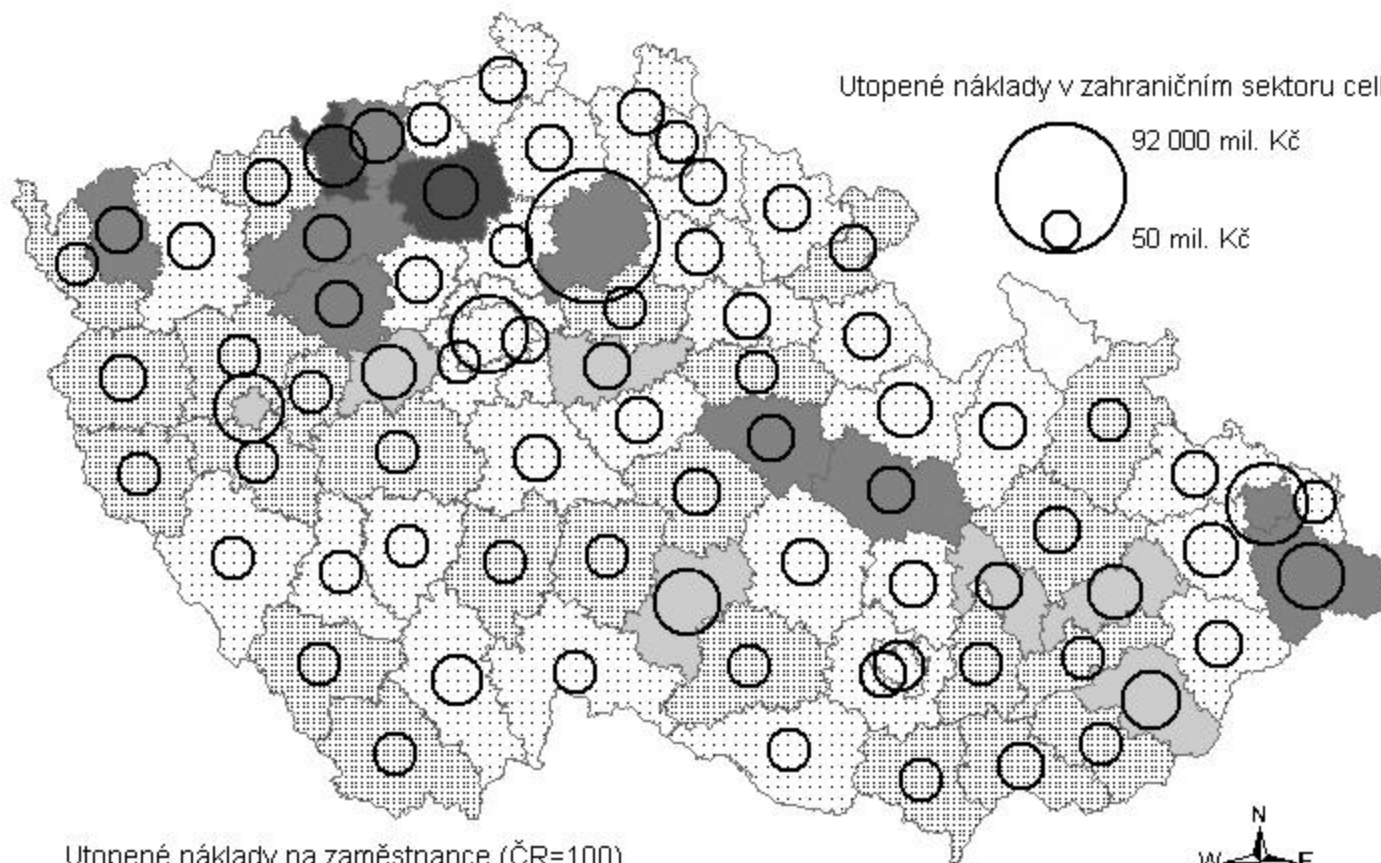 Utopené náklady v zahraničním sektoru cel
92 000 mil. Kč
50 mil. Kč
Utopené náklady na zaměstnance (ČR=100)
N
W E